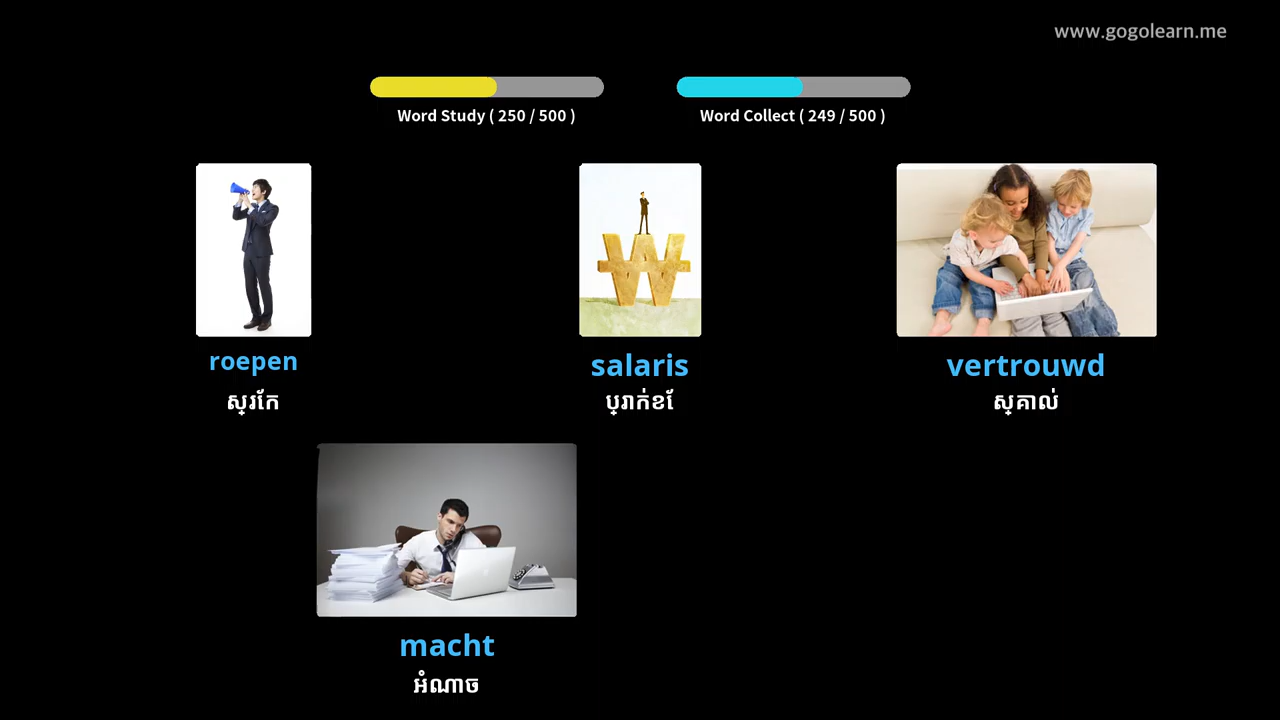 www.gogolearn.me
Word Study ( 250 / 500 )
Word Collect ( 249 / 500 )
roepen
ស្រែក
salaris
ប្រាក់ខែ
vertrouwd
ស្គាល់
macht
អំណាច